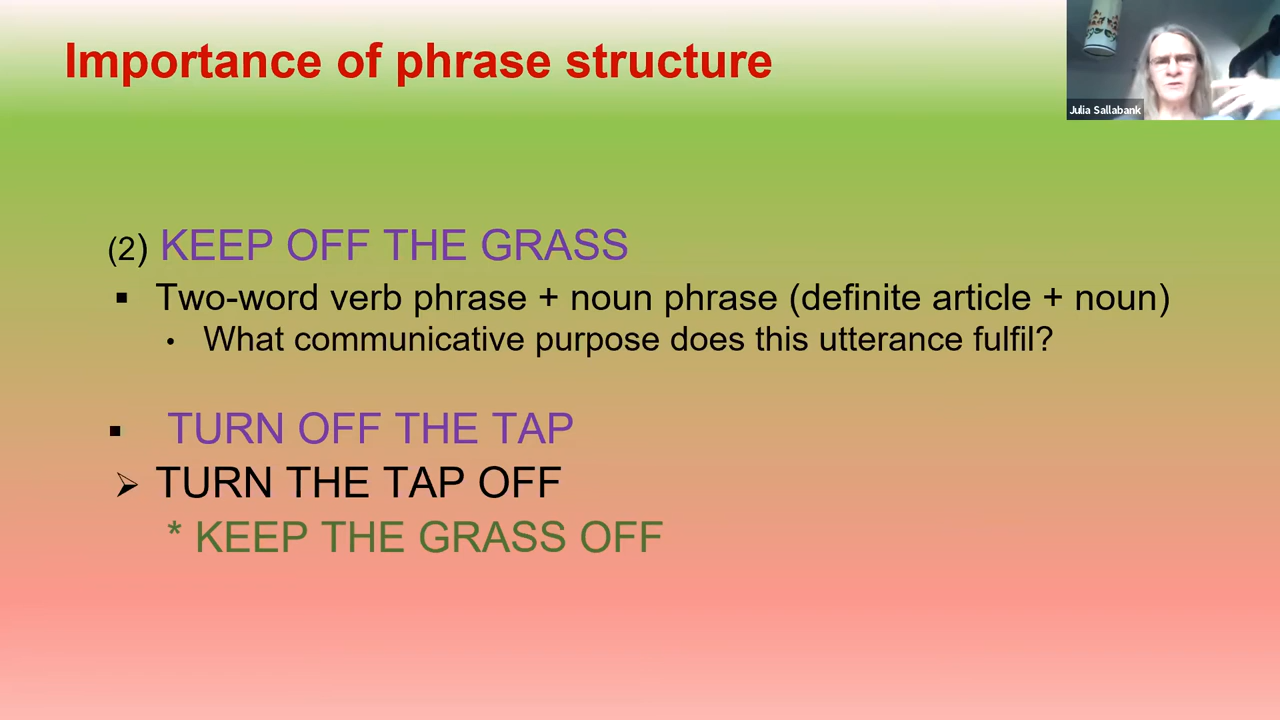 Importance of phrase structure
Julia Sallabank
(2) KEEP OFF THE GRASS
▪ Two-word verb phrase + noun phrase (definite article + noun)
• What communicative purpose does this utterance fulfil?
▪ TURN OFF THE TAP
➢ TURN THE TAP OFF
* KEEP THE GRASS OFF